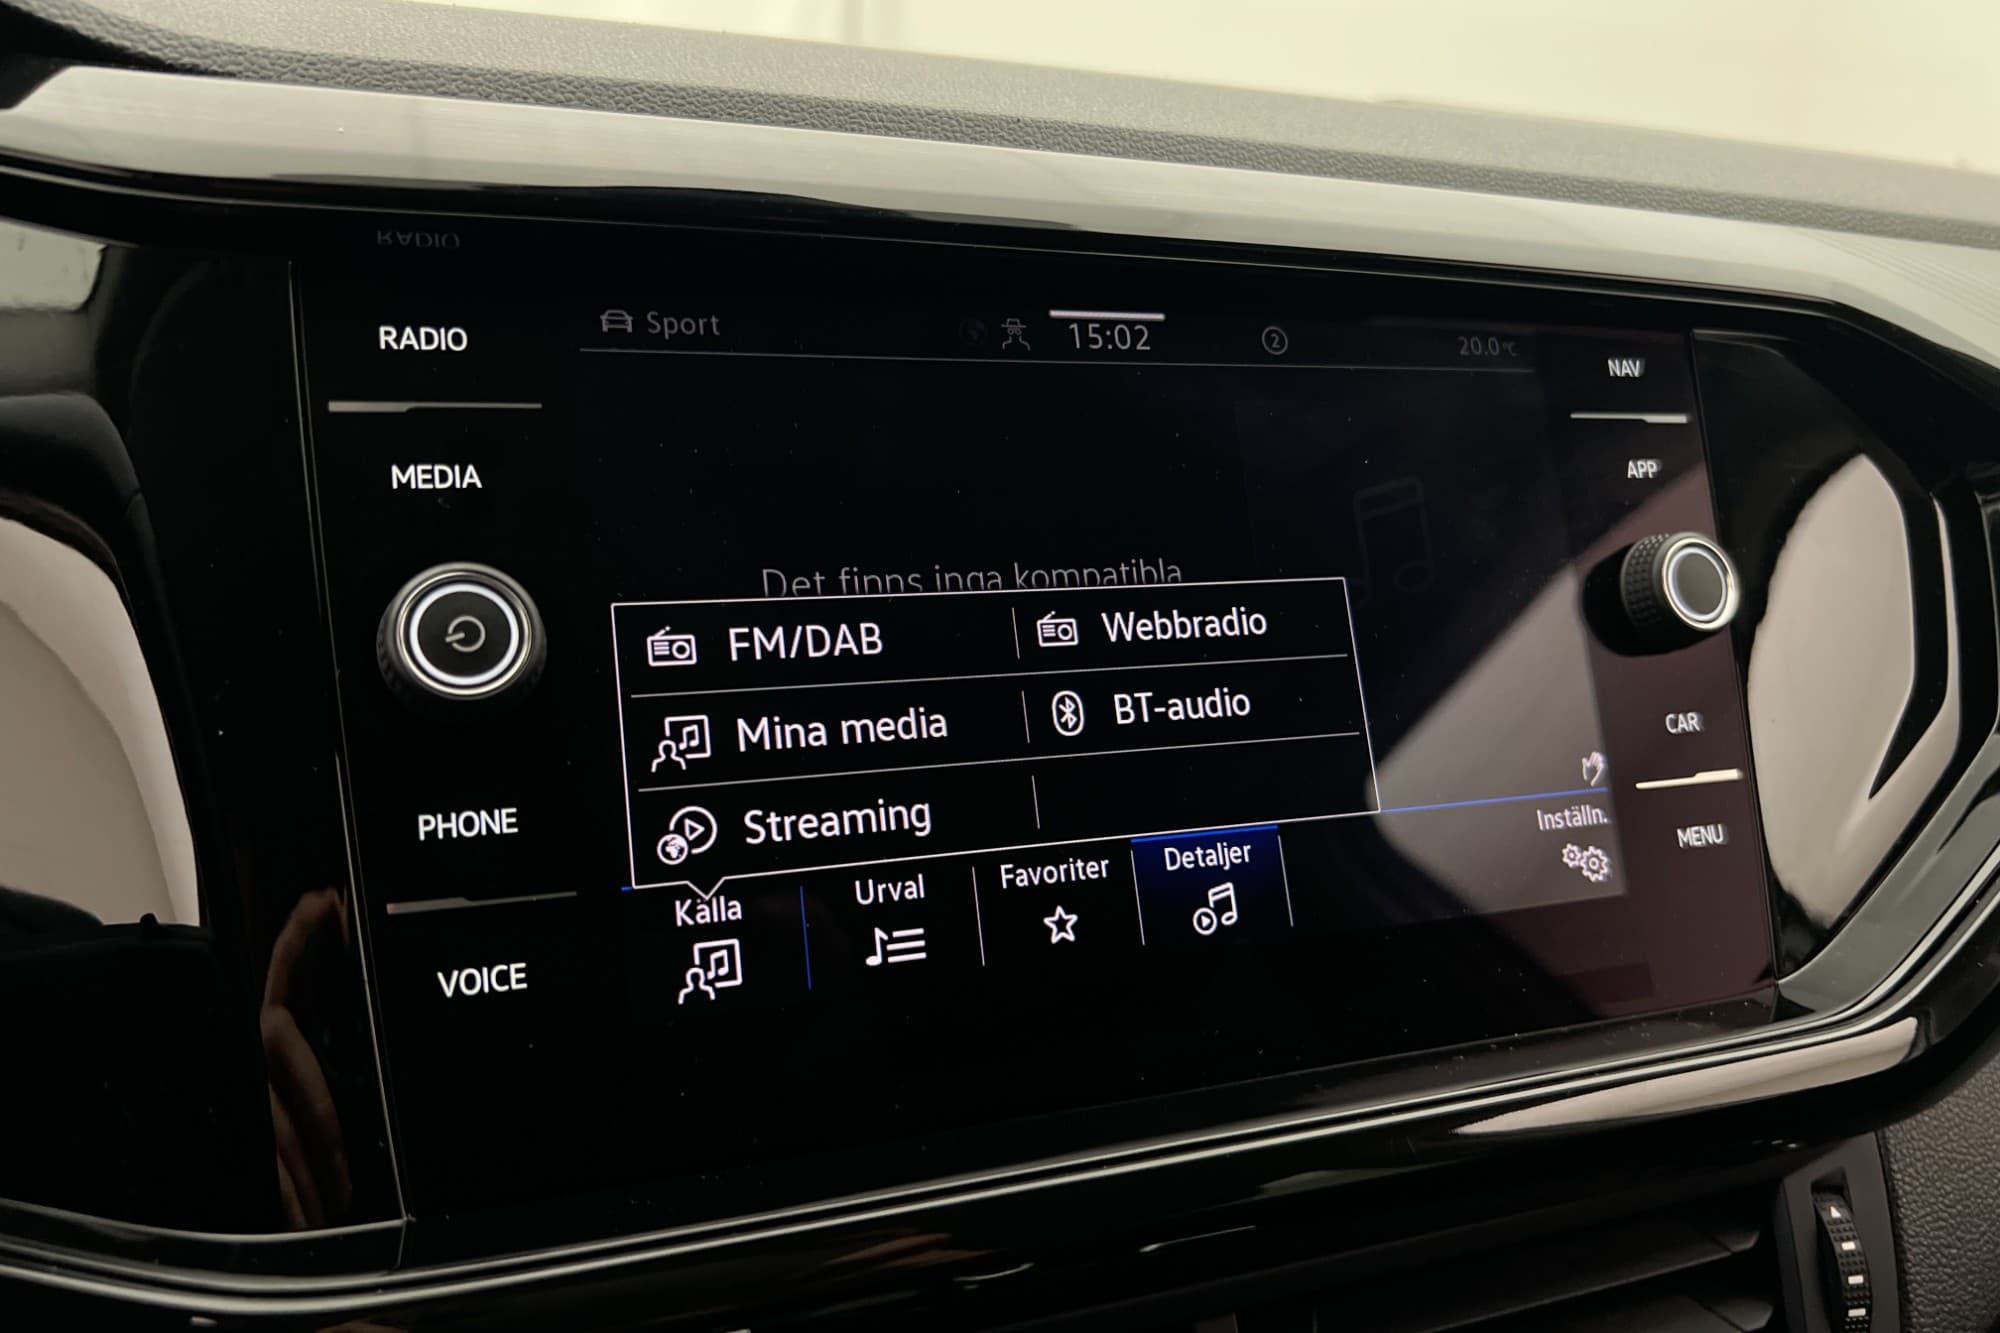 RADIO
MEDIA
PHONE
VOICE
Sport
15:02
2
20.0°C
Det finns inga kompatibla
FM/DAB
Webbradio
Mina media
BT-audio
Streaming
Källa
Urval
Favoriter
Detaljer
Inställn.
NAV
APP
CAR
MENU